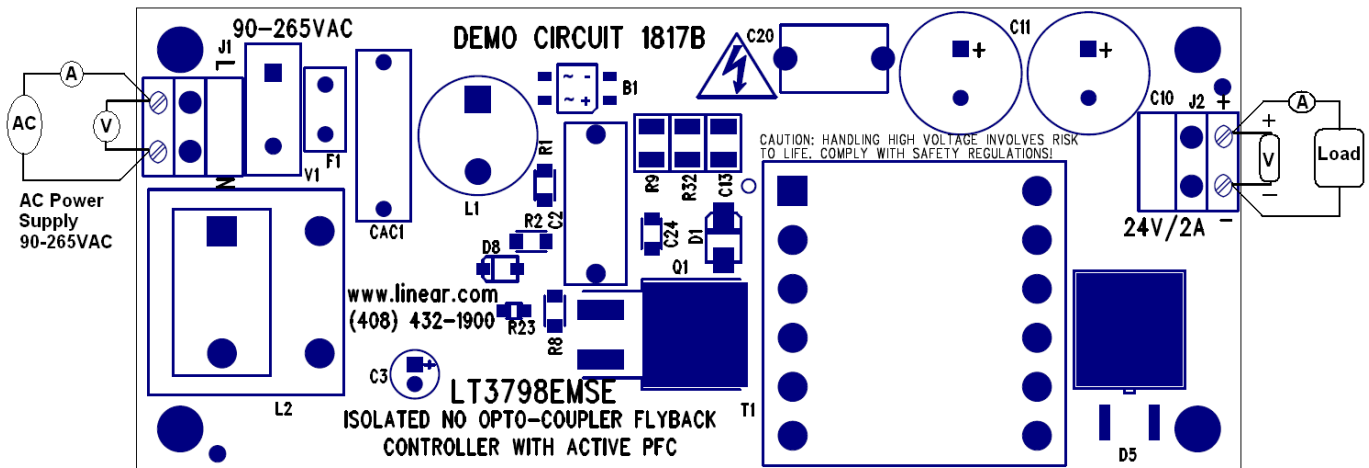 90-265VAC
DEMO CIRCUIT 1817B
J1
L
N
A
V
AC
AC Power
Supply
90-265VAC
V1
F1
CAC1
L1
~ -
~ +
B1
C20
C11
+
+
C10
J2
+
-
A
+
V
-
Load
24V/2A
CAUTION: HANDLING HIGH VOLTAGE INVOLVES RISK
TO LIFE. COMPLY WITH SAFETY REGULATIONS!
R1
R2
C2
R9
R32
C13
C24
D1
D8
Q1
www.linear.com
(408) 432-1900
R23
R8
C3
+
L2
LT3798EMSE
ISOLATED NO OPTO-COUPLER FLYBACK
CONTROLLER WITH ACTIVE PFC
T1
D5